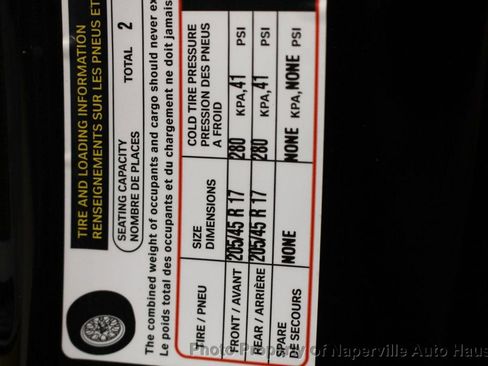 TIRE AND LOADING INFORMATION
RENSEIGNEMENTS SUR LES PNEUS ET
SEATING CAPACITY
NOMBRE DE PLACES
TOTAL 2
The combined weight of occupants and cargo should never
Le poids total des occupants et du chargement ne doit jamais
TIRE / PNEU
SIZE
DIMENSIONS
COLD TIRE PRESSURE
PRESSION DES PNEUS
A FROID
FRONT / AVANT 205/45 R 17 280 KPA, 41 PSI
REAR / ARRIÈRE 205/45 R 17 280 KPA, 41 PSI
SPARE
DE SECOURS
NONE NONE KPA, NONE PSI
Photo Property of Naperville Auto Haus